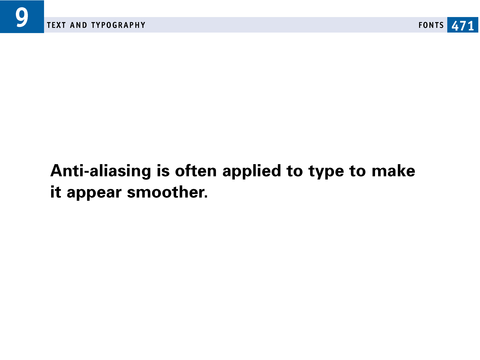 9
TEXT AND TYPOGRAPHY FONTS 471
Anti-aliasing is often applied to type to make
it appear smoother.